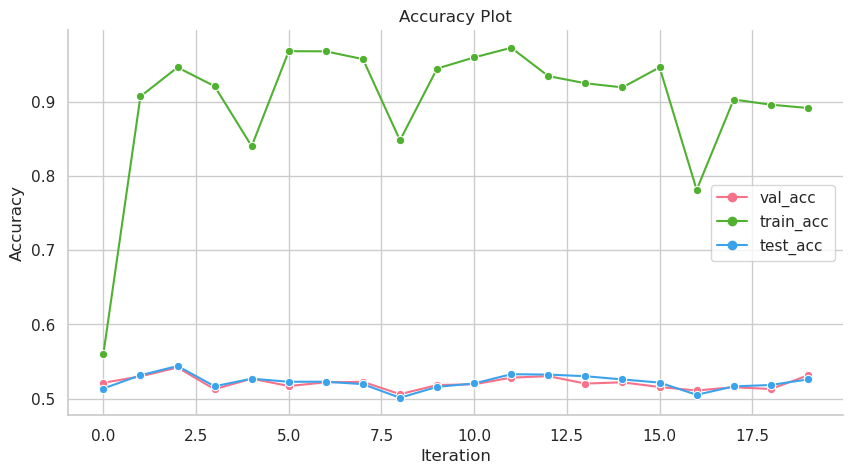 Accuracy Plot
Accuracy
0.9
0.8
0.7
0.6
0.5
val_acc
train_acc
test_acc
0.0 2.5 5.0 7.5 10.0 12.5 15.0 17.5
Iteration